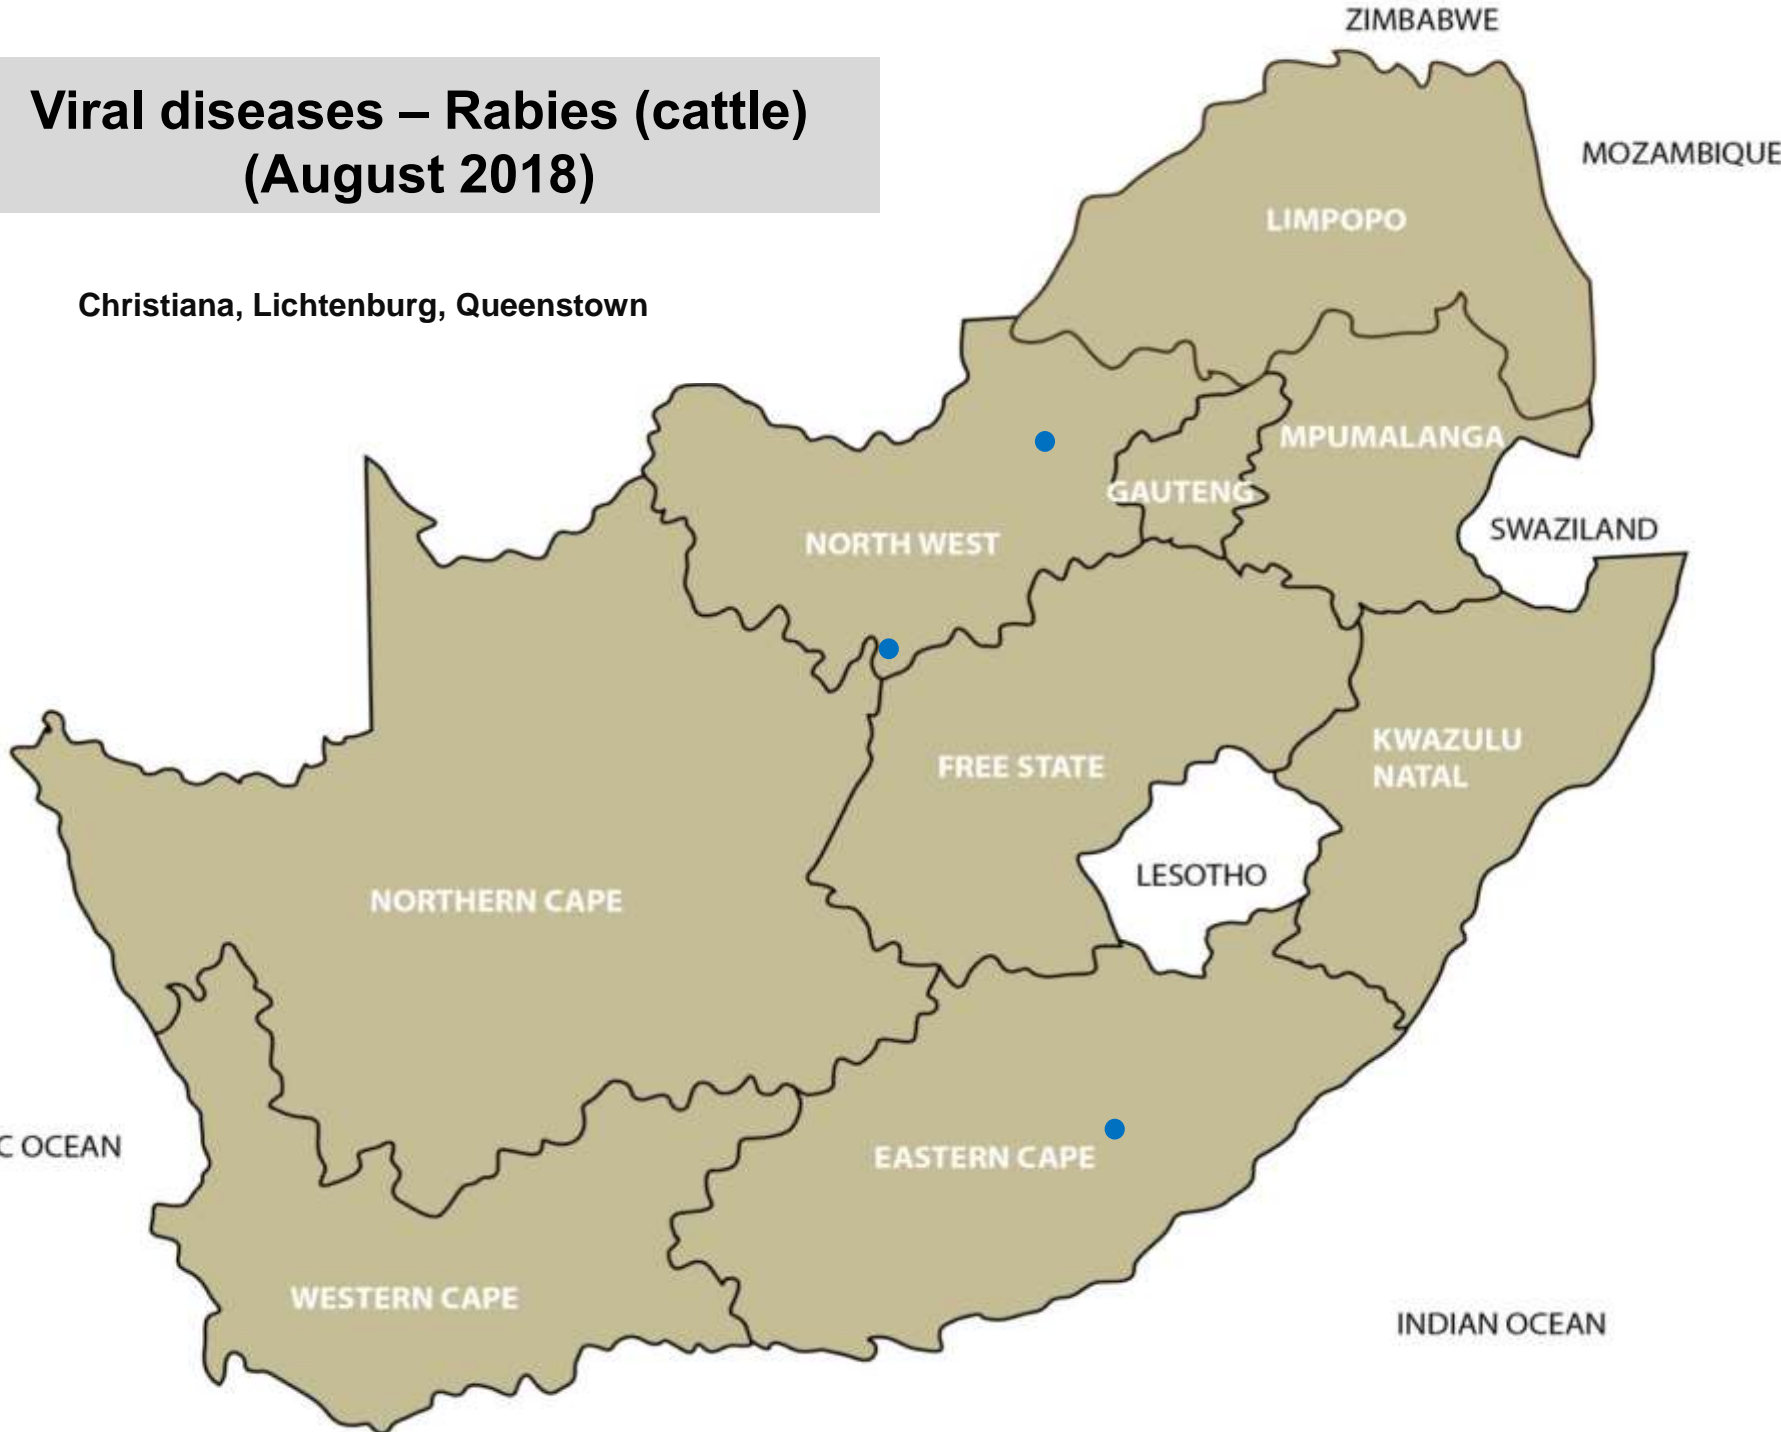 ZIMBABWE
Viral diseases – Rabies (cattle)
(August 2018)
MOZAMBIQUE
LIMPOPO
Christiana, Lichtenburg, Queenstown
MPUMALANGA
GAUTENG
SWAZILAND
NORTH WEST
KWAZULU
NATAL
FREE STATE
LESOTHO
NORTHERN CAPE
C OCEAN
EASTERN CAPE
WESTERN CAPE
INDIAN OCEAN